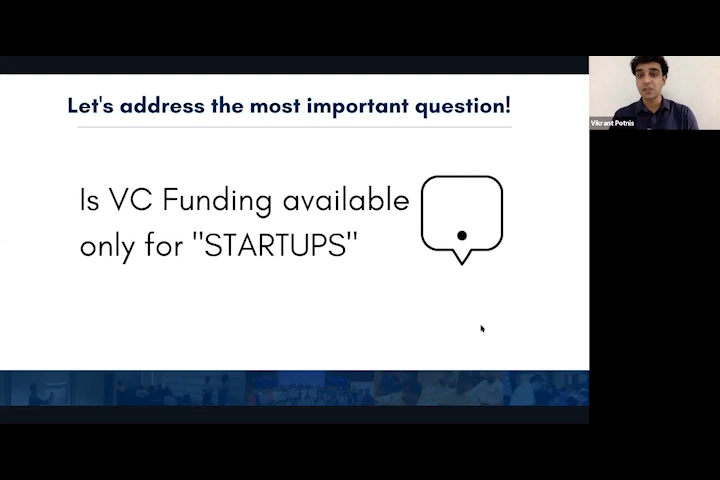 Let's address the most important question!
Is VC Funding available
only for "STARTUPS"
Vikrant Potnis